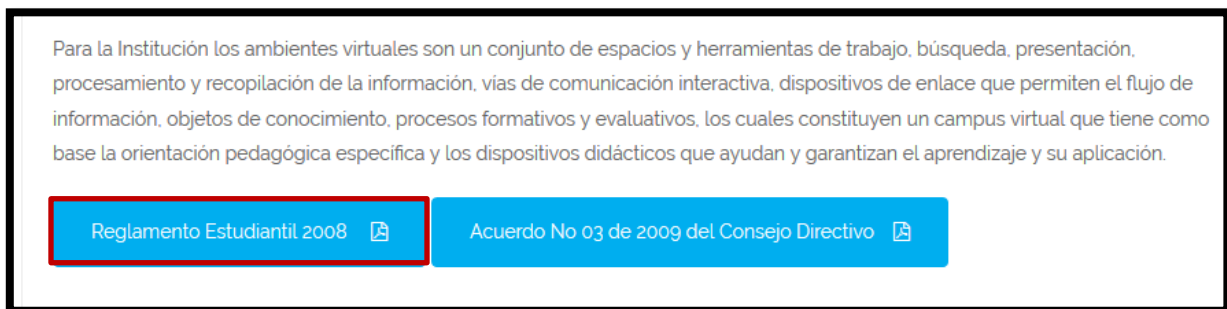 Para la Institución los ambientes virtuales son un conjunto de espacios y herramientas de trabajo, búsqueda, presentación,
procesamiento y recopilación de la información, vías de comunicación interactiva, dispositivos de enlace que permiten el flujo de
información, objetos de conocimiento, procesos formativos y evaluativos, los cuales constituyen un campus virtual que tiene como
base la orientación pedagógica específica y los dispositivos didácticos que ayudan y garantizan el aprendizaje y su aplicación.
Reglamento Estudiantil 2008
Acuerdo No 03 de 2009 del Consejo Directivo